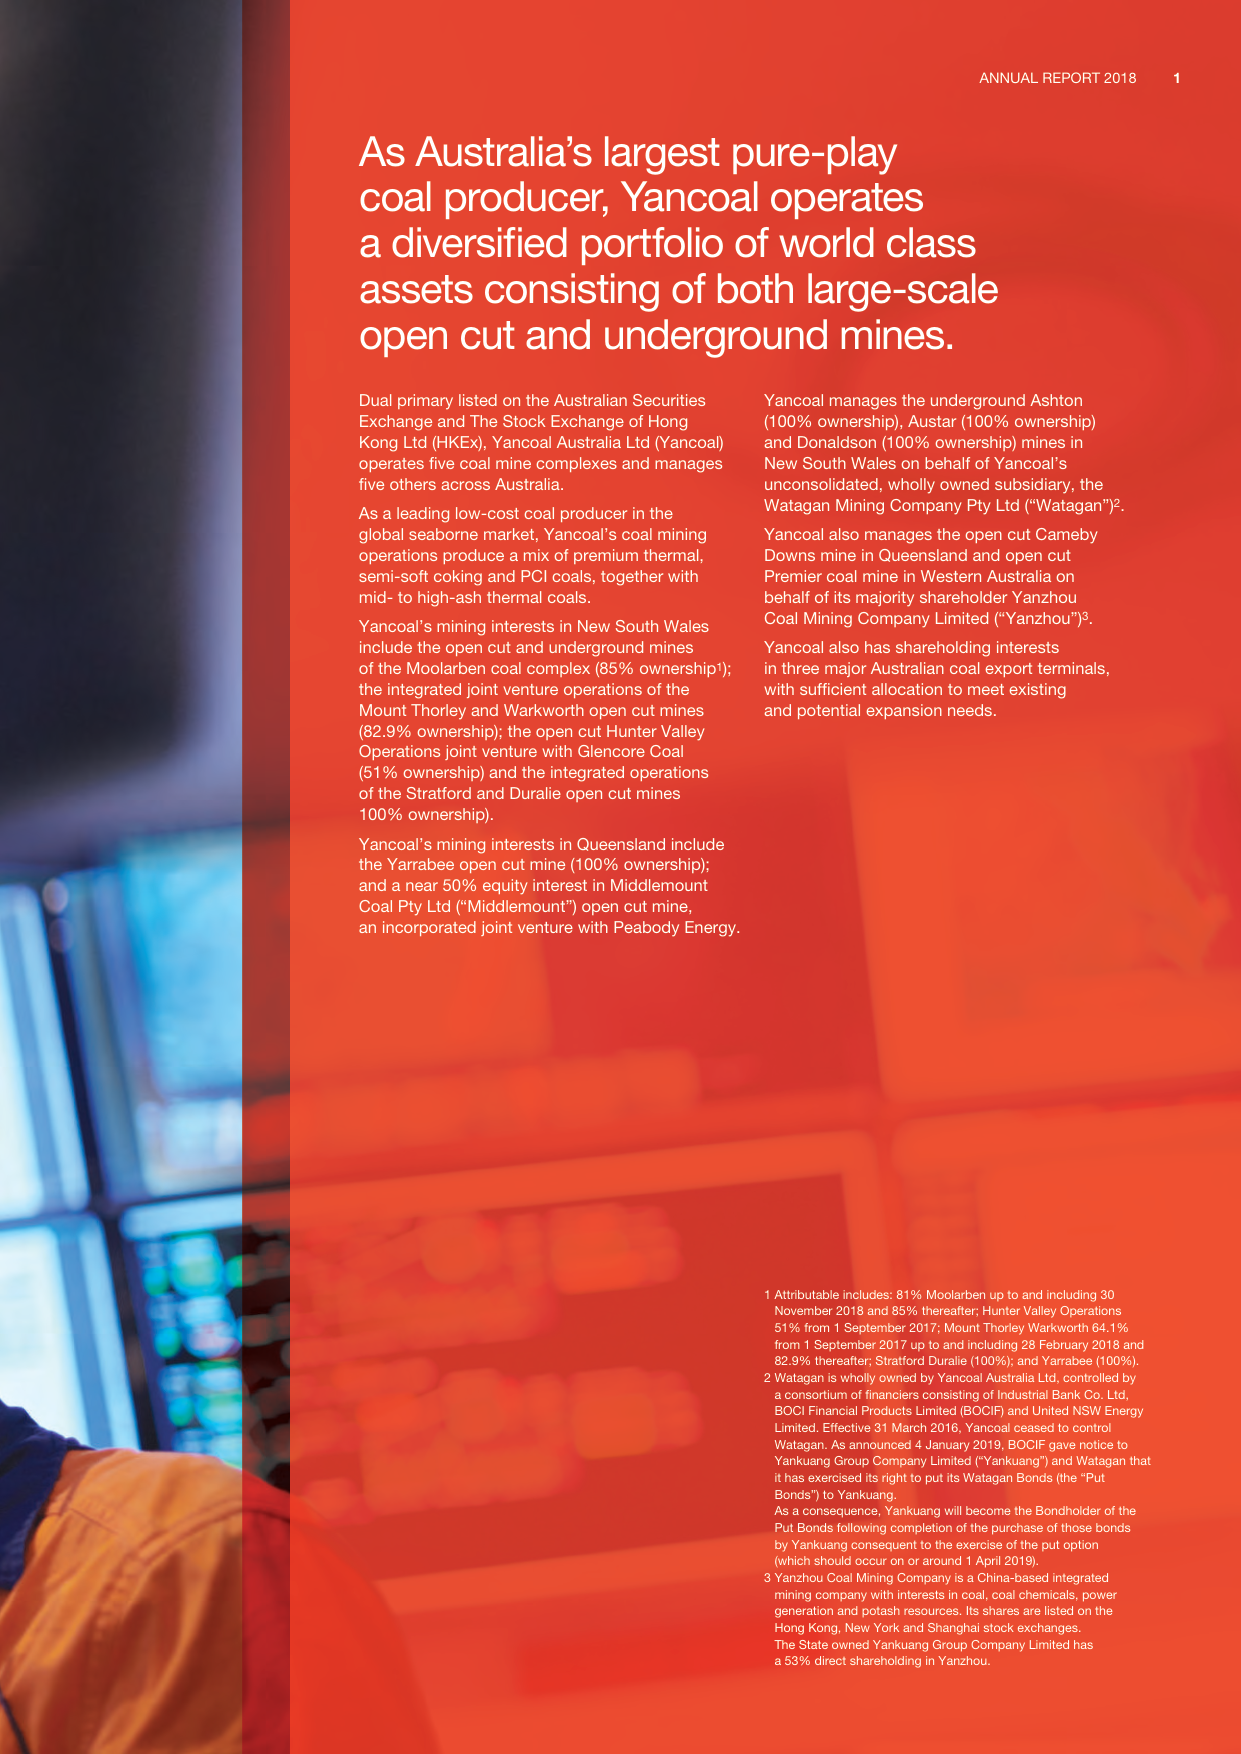 ANNUAL REPORT 2018 1
As Australia’s largest pure-play
coal producer, Yancoal operates
a diversified portfolio of world class
assets consisting of both large-scale
open cut and underground mines.
Dual primary listed on the Australian Securities
Exchange and The Stock Exchange of Hong
Kong Ltd (HKEx), Yancoal Australia Ltd (Yancoal)
operates five coal mine complexes and manages
five others across Australia.
As a leading low-cost coal producer in the
global seaborne market, Yancoal’s coal mining
operations produce a mix of premium thermal,
semi-soft coking and PCI coals, together with
mid- to high-ash thermal coals.
Yancoal’s mining interests in New South Wales
include the open cut and underground mines
of the Moolarben coal complex (85% ownership¹);
the integrated joint venture operations of the
Mount Thorley and Warkworth open cut mines
(82.9% ownership); the open cut Hunter Valley
Operations joint venture with Glencore Coal
(51% ownership) and the integrated operations
of the Stratford and Duralie open cut mines
100% ownership).
Yancoal’s mining interests in Queensland include
the Yarrabee open cut mine (100% ownership);
and a near 50% equity interest in Middlemount
Coal Pty Ltd (“Middlemount”) open cut mine,
an incorporated joint venture with Peabody Energy.
Yancoal manages the underground Ashton
(100% ownership), Austar (100% ownership)
and Donaldson (100% ownership) mines in
New South Wales on behalf of Yancoal’s
unconsolidated, wholly owned subsidiary, the
Watagan Mining Company Pty Ltd (“Watagan”)².
Yancoal also manages the open cut Cameby
Downs mine in Queensland and open cut
Premier coal mine in Western Australia on
behalf of its majority shareholder Yanzhou
Coal Mining Company Limited (“Yanzhou”)³.
Yancoal also has shareholding interests
in three major Australian coal export terminals,
with sufficient allocation to meet existing
and potential expansion needs.
1 Attributable includes: 81% Moolarben up to and including 30
November 2018 and 85% thereafter; Hunter Valley Operations
51% from 1 September 2017; Mount Thorley Warkworth 64.1%
from 1 September 2017 up to and including 28 February 2018 and
82.9% thereafter; Stratford Duralie (100%); and Yarrabee (100%).
2 Watagan is wholly owned by Yancoal Australia Ltd, controlled by
a consortium of financiers consisting of Industrial Bank Co. Ltd,
BOCI Financial Products Limited (BOCIF) and United NSW Energy
Limited. Effective 31 March 2016, Yancoal ceased to control
Watagan. As announced 4 January 2019, BOCIF gave notice to
Yankuang Group Company Limited (“Yankuang”) and Watagan that
it has exercised its right to put its Watagan Bonds (the “Put
Bonds”) to Yankuang.
As a consequence, Yankuang will become the Bondholder of the
Put Bonds following completion of the purchase of those bonds
by Yankuang consequent to the exercise of the put option
(which should occur on or around 1 April 2019).
3 Yanzhou Coal Mining Company is a China-based integrated
mining company with interests in coal, coal chemicals, power
generation and potash resources. Its shares are listed on the
Hong Kong, New York and Shanghai stock exchanges.
The State owned Yankuang Group Company Limited has
a 53% direct shareholding in Yanzhou.